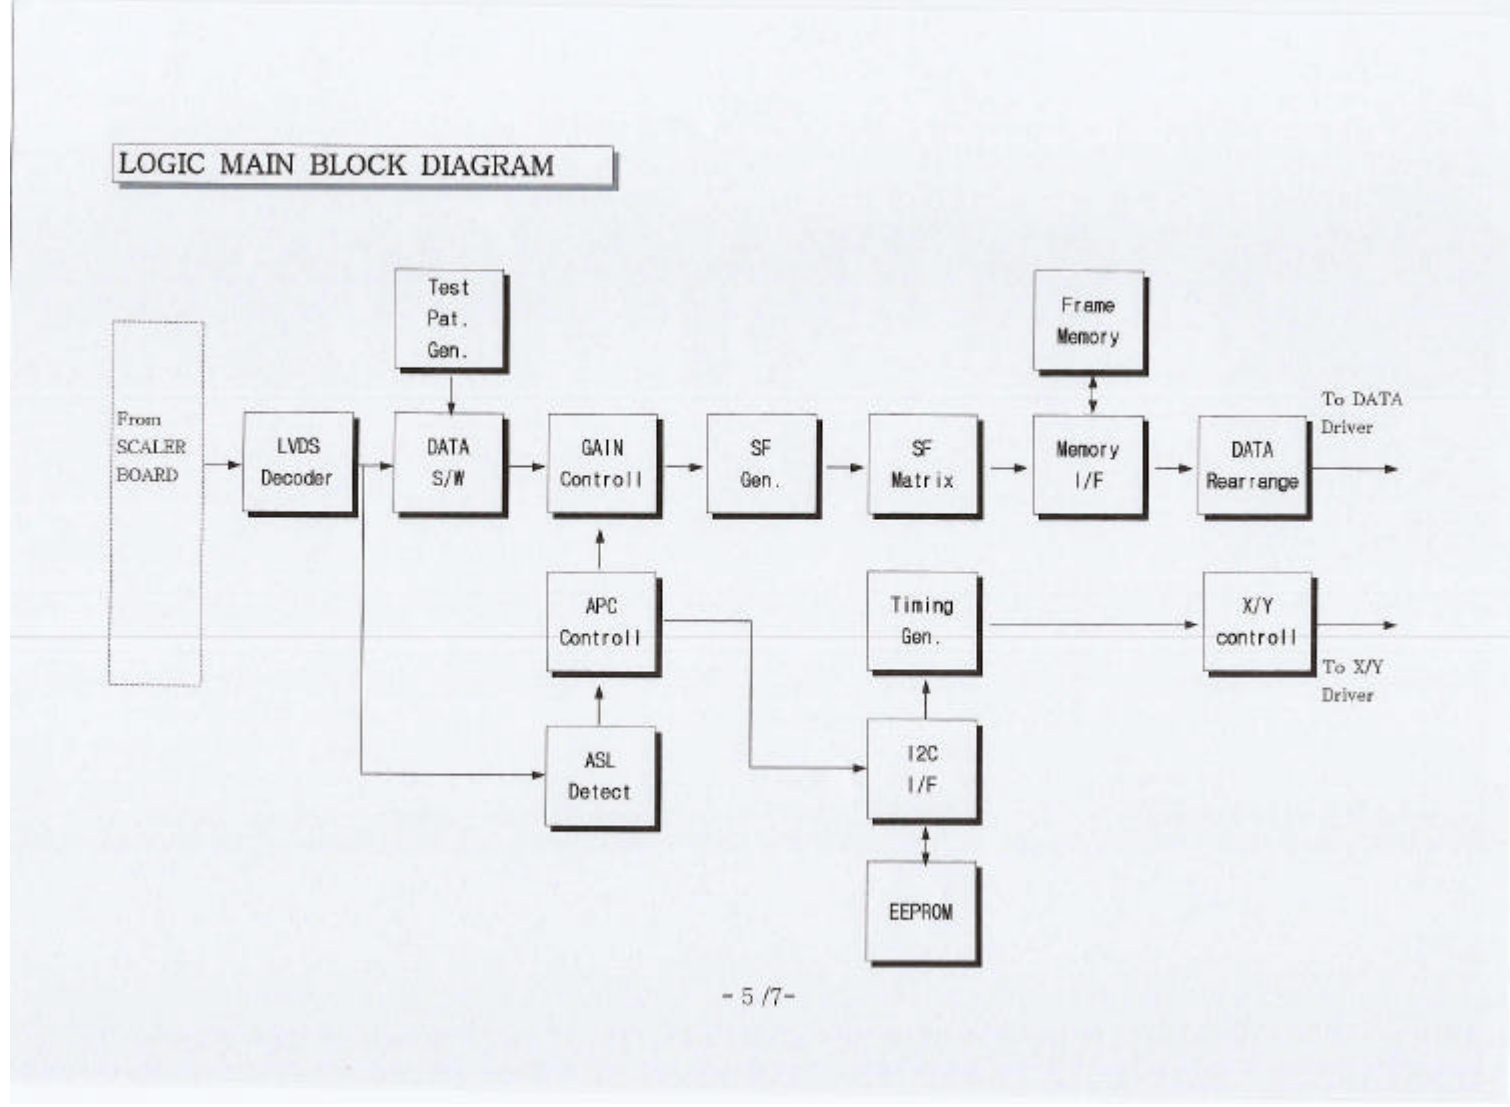 LOGIC MAIN BLOCK DIAGRAM
Test
Pat.
Gen.
Frame
Memory
From
SCALER
BOARD
LVDS
Decoder
DATA
S/W
GAIN
Controll
SF
Gen.
SF
Matrix
Memory
I/F
DATA
Rearrange
To DATA
Driver
APC
Controll
Timing
Gen.
X/Y
controll
To X/Y
Driver
ASL
Detect
I2C
I/F
EEPROM
- 5 /7-